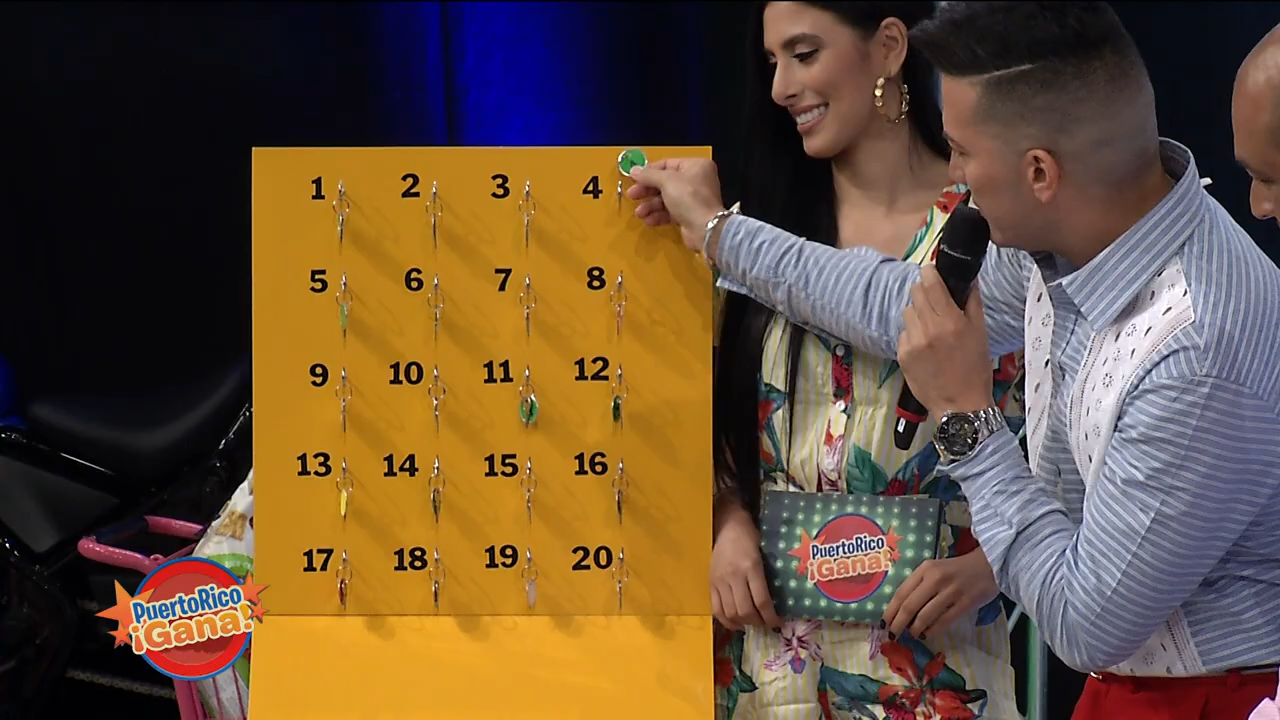 1 2 3 4
5 6 7 8
9 10 11 12
13 14 15 16
17 18 19 20
PuertoRico
¡Gana!
PuertoRico
¡Gana!